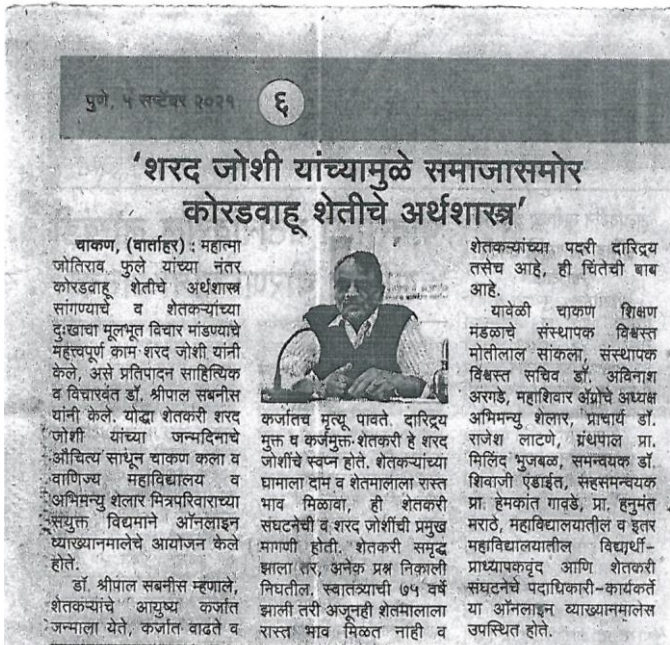 पुणे, ५ सप्टेंबर २०२१
६
‘शरद जोशी यांच्यामुळे समाजासमोर
कोरडवाहू शेतीचे अर्थशास्त्र’
चाकण, (वार्ताहर) : महात्मा
जोतिराव फुले यांच्या नंतर
कोरडवाहू शेतीचे अर्थशास्त्र
सांगण्याचे व शेतकऱ्यांच्या
दुःखाचा मूलभूत विचार मांडण्याचे
महत्त्वपूर्ण काम शरद जोशी यांनी
केले, असे प्रतिपादन साहित्यिक
व विचारवंत डॉ. श्रीपाल सबनीस
यांनी केले. योद्धा शेतकरी शरद
जोशी यांच्या जन्मदिनाचे
औचित्य साधून चाकण कला व
वाणिज्य महाविद्यालय व
अभिमन्यु शेलार मित्रपरिवाराच्या
संयुक्त विद्यमाने ऑनलाइन
व्याख्यानमालेचे आयोजन केले
होते.
डॉ. श्रीपाल सबनीस म्हणाले,
शेतकऱ्याचे आयुष्य कर्जात
जन्माला येते, कर्जात वाढते व
कर्जातच मृत्यू पावते. दारिद्र्य
मुक्त व कर्जमुक्त शेतकरी हे शरद
जोशींचे स्वप्न होते. शेतकऱ्यांच्या
घामाला दाम व शेतमालाला रास्त
भाव मिळावा, ही शेतकरी
संघटनेची व शरद जोशींची प्रमुख
मागणी होती. शेतकरी समृद्ध
झाला तर, अनेक प्रश्न निकाली
निघतील. स्वातंत्र्याची ७५ वर्षे
झाली तरी अजूनही शेतमालाला
रास्त भाव मिळत नाही व
शेतकऱ्यांच्या पदरी दारिद्र्य
तसेच आहे, ही चिंतेची बाब
आहे.
यावेळी चाकण शिक्षण
मंडळाचे संस्थापक विश्वस्त
मोतीलाल सांकला, संस्थापक
विश्वस्त सचिव डॉ. अविनाश
अरगडे, महाशिवार अॅग्रोचे अध्यक्ष
अभिमन्यु शेलार, प्राचार्य डॉ.
राजेश लाटणे, ग्रंथपाल प्रा.
मिलिंद भुजबळ, समन्वयक डॉ.
शिवाजी एंडाईत, सहसमन्वयक
प्रा. हेमकांत गावडे, प्रा. हनुमंत
मराठे, महाविद्यालयातील व इतर
महाविद्यालयातील विद्यार्थी-
प्राध्यापकवृंद आणि शेतकरी
संघटनेचे पदाधिकारी-कार्यकर्ते
या ऑनलाइन व्याख्यानमालेस
उपस्थित होते.